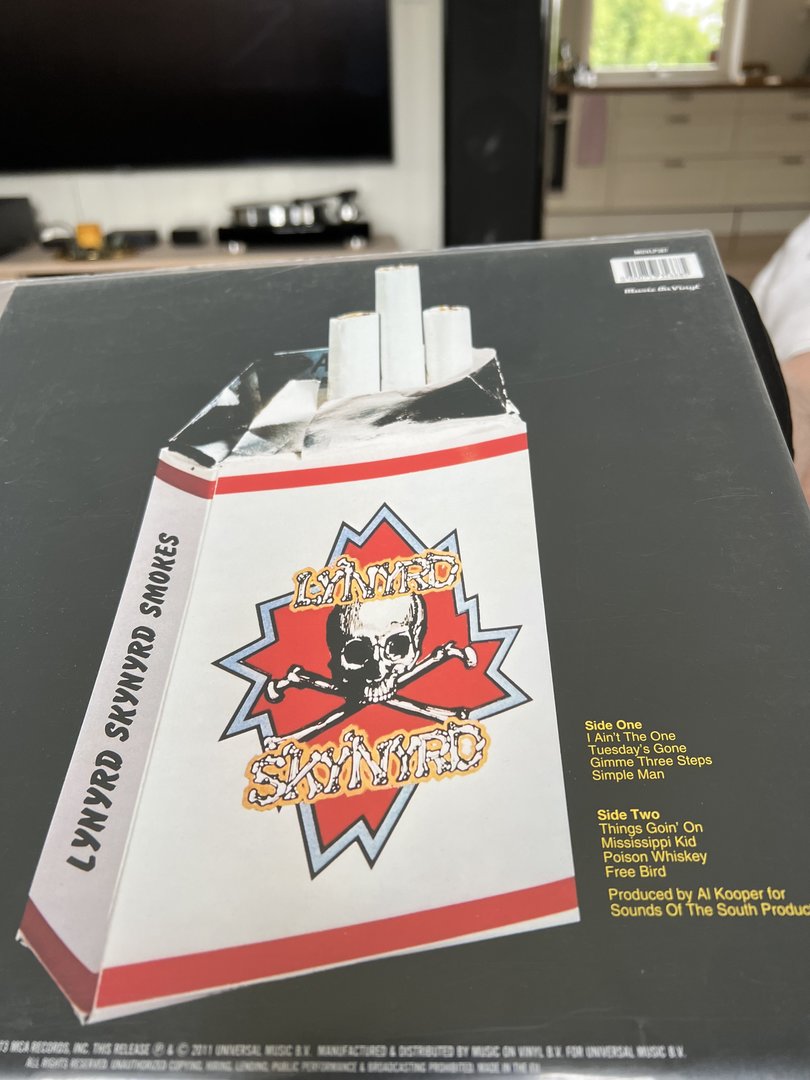 MOVLP387
Music On Vinyl
LYNYRD SKYNYRD SMOKES
LYNYRD
SKYNYRD
Side One
I Ain't The One
Tuesday's Gone
Gimme Three Steps
Simple Man
Side Two
Things Goin' On
Mississippi Kid
Poison Whiskey
Free Bird
Produced by Al Kooper for
Sounds Of The South Produc
73 MCA RECORDS, INC. THIS RELEASE ℗ & © 2011 UNIVERSAL MUSIC B.V. MANUFACTURED & DISTRIBUTED BY MUSIC ON VINYL B.V. FOR UNIVERSAL MUSIC B.V.
ALL RIGHTS RESERVED. UNAUTHORIZED COPYING, HIRING, LENDING, PUBLIC PERFORMANCE & BROADCASTING PROHIBITED. MADE IN THE EU